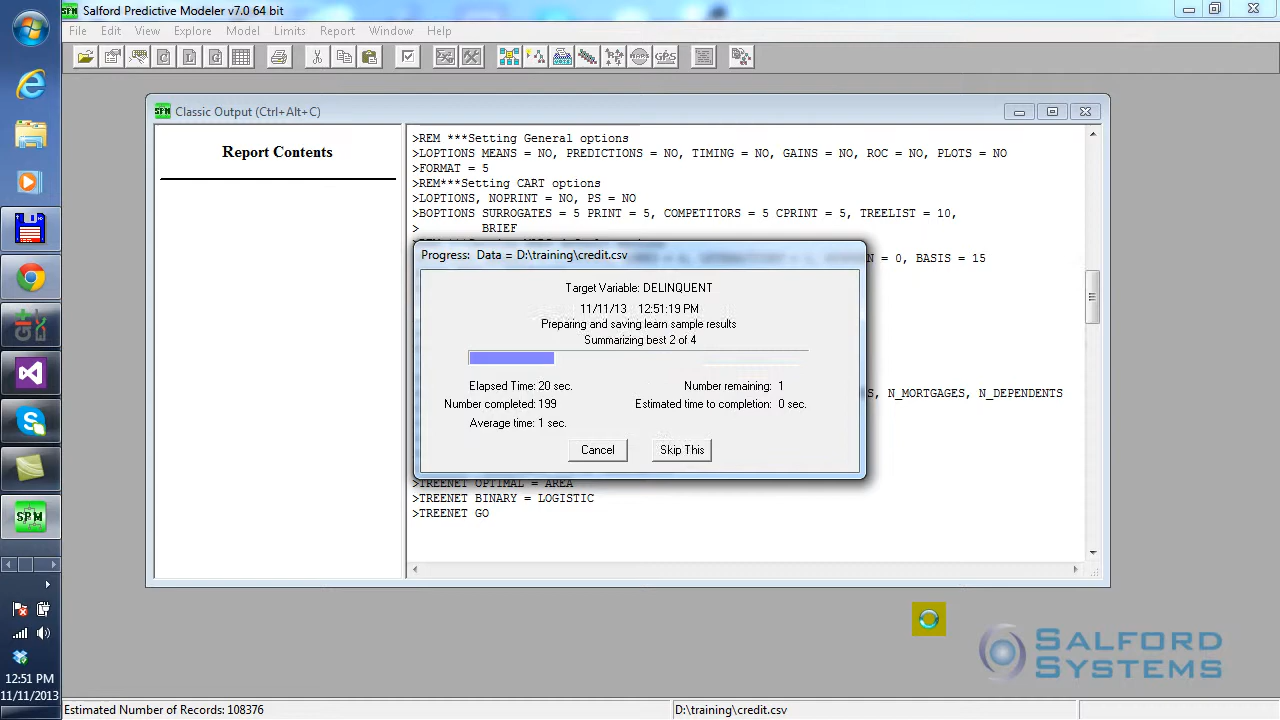 Salford Predictive Modeler v7.0 64 bit
File Edit View Explore Model Limits Report Window Help
Classic Output (Ctrl+Alt+C)
Report Contents
>REM ***Setting General options
>LOPTIONS MEANS = NO, PREDICTIONS = NO, TIMING = NO, GAINS = NO, ROC = NO, PLOTS = NO
>FORMAT = 5
>REM***Setting CART options
>LOPTIONS, NOPRINT = NO, PS = NO
>BOPTIONS SURROGATES = 5 PRINT = 5, COMPETITORS = 5 CPRINT = 5, TREELIST = 10,
> BRIEF
= 0, BASIS = 15
Progress: Data = D:\training\credit.csv
Target Variable: DELINQUENT
11/11/13 12:51:19 PM
Preparing and saving learn sample results
Summarizing best 2 of 4
Elapsed Time: 20 sec. Number remaining: 1
Number completed: 199 Estimated time to completion: 0 sec.
Average time: 1 sec.
Cancel Skip This
S, N_MORTGAGES, N_DEPENDENTS
>TREENET OPTIMAL = AREA
>TREENET BINARY = LOGISTIC
>TREENET GO
SALFORD SYSTEMS
12:51 PM
11/11/2013
Estimated Number of Records: 108376 D:\training\credit.csv